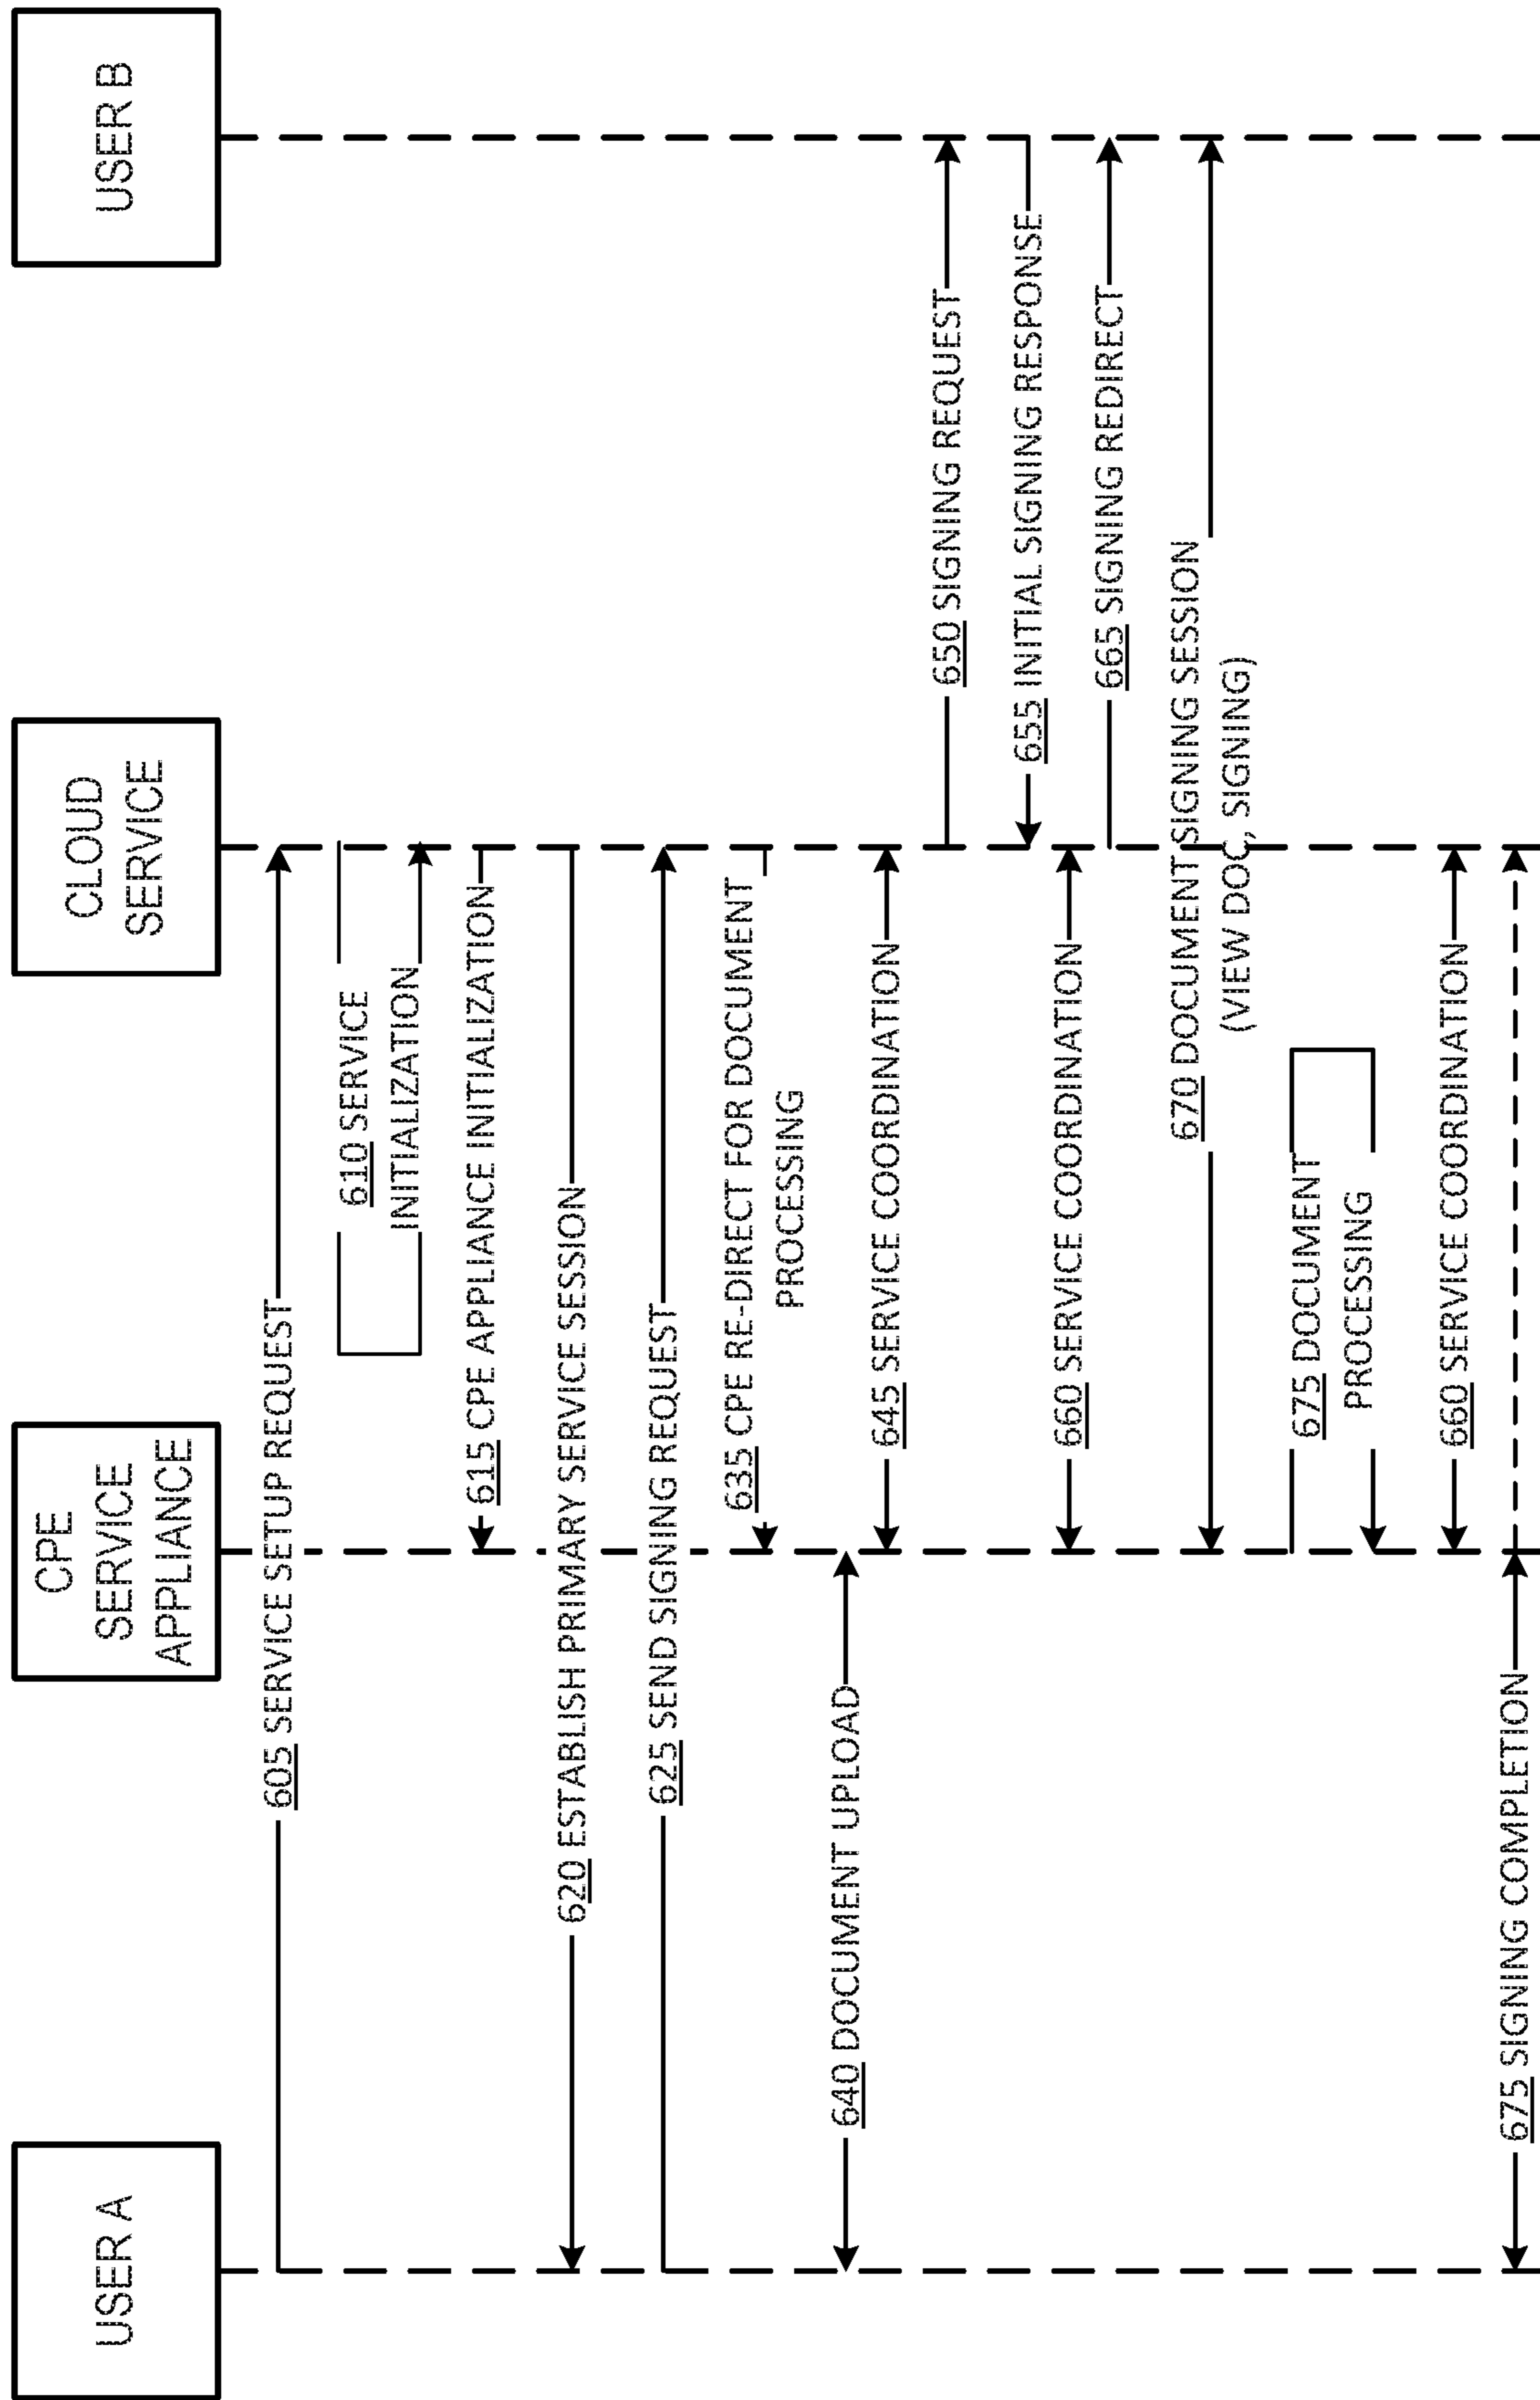 USER A
CPE
SERVICE
APPLIANCE
CLOUD
SERVICE
USER B
605 SERVICE SETUP REQUEST
610 SERVICE
INITIALIZATION
615 CPE APPLIANCE INITIALIZATION
620 ESTABLISH PRIMARY SERVICE SESSION
625 SEND SIGNING REQUEST
635 CPE RE-DIRECT FOR DOCUMENT
PROCESSING
640 DOCUMENT UPLOAD
645 SERVICE COORDINATION
650 SIGNING REQUEST
655 INITIAL SIGNING RESPONSE
660 SERVICE COORDINATION
665 SIGNING REDIRECT
670 DOCUMENT SIGNING SESSION
(VIEW DOC, SIGNING)
675 DOCUMENT
PROCESSING
660 SERVICE COORDINATION
675 SIGNING COMPLETION